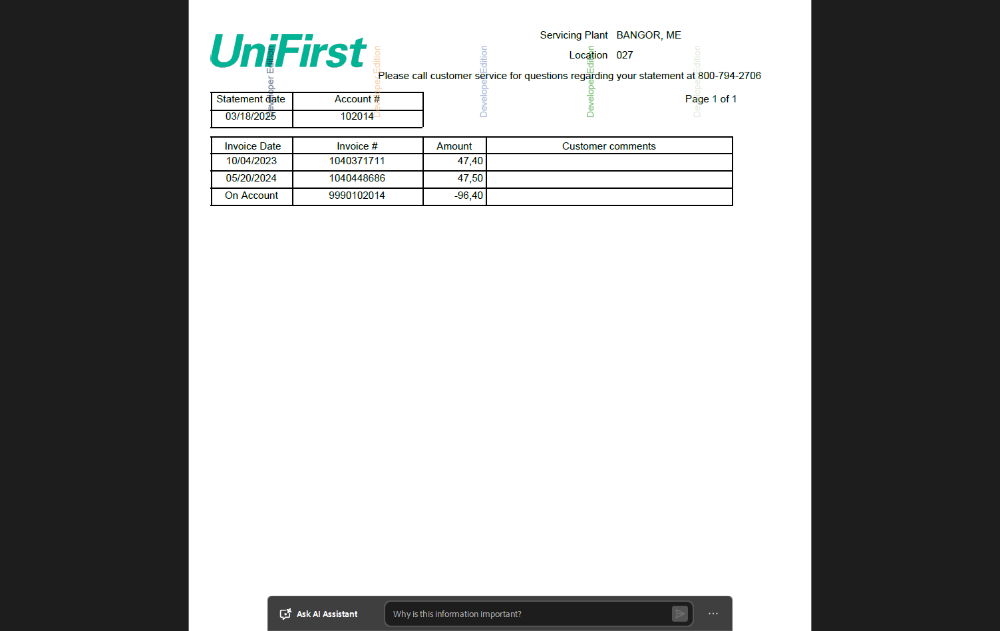 UniFirst
Servicing Plant BANGOR, ME
Location 027
Please call customer service for questions regarding your statement at 800-794-2706
Developer Edition
Developer Edition
Developer Edition
Developer Edition
Developer Edition
Statement date Account # Page 1 of 1
03/18/2025 102014
Invoice Date Invoice # Amount Customer comments
10/04/2023 1040371711 47,40
05/20/2024 1040448686 47,50
On Account 9990102014 -96,40
Ask AI Assistant Why is this information important?